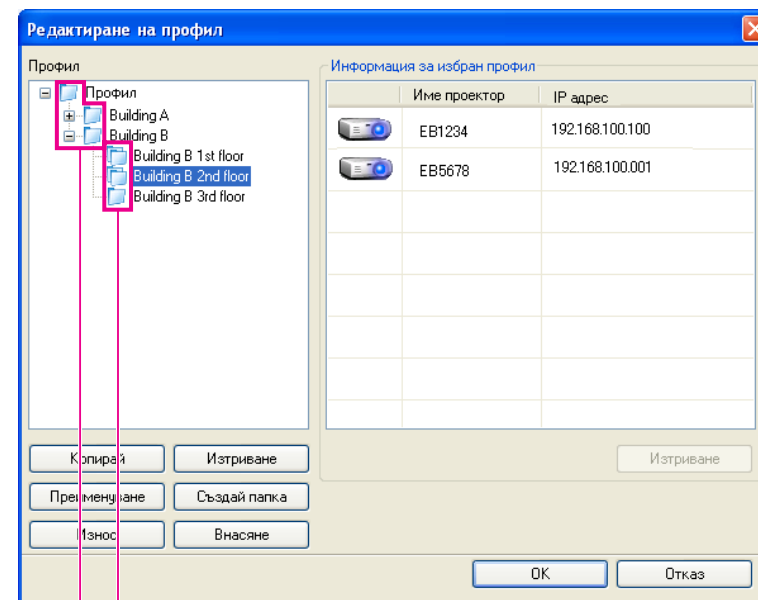 Редактиране на профил
Профил
Информация за избран профил
Профил
Building A
Building B
Building B 1st floor
Building B 2nd floor
Building B 3rd floor
Име проектор IP адрес
EB1234 192.168.100.100
EB5678 192.168.100.001
Копирай Изтриване
Изтриване
Преименуване Създай папка
Износ Внасяне
OK Отказ